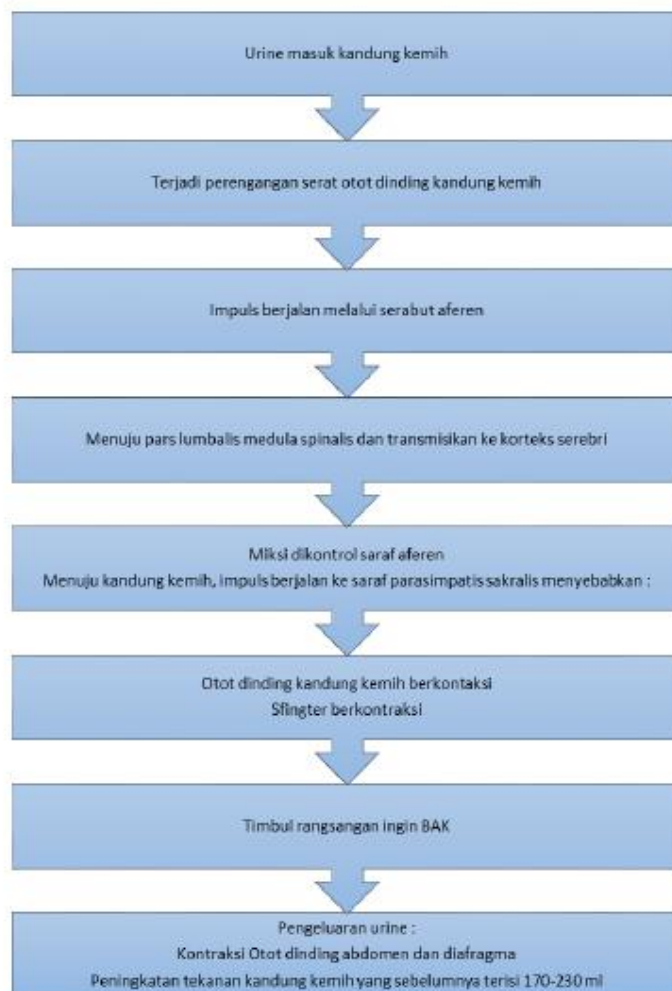 Urine masuk kandung kemih
Terjadi perengangan serat otot dinding kandung kemih
Impuls berjalan melalui serabut aferen
Menuju pars lumbalis medula spinalis dan transmisikan ke korteks serebri
Miksi dikontrol saraf aferen
Menuju kandung kemih, impuls berjalan ke saraf parasimpatis sakralis menyebabkan :
Otot dinding kandung kemih berkontaksi
Sfingter berkontraksi
Timbul rangsangan ingin BAK
Pengeluaran urine :
Kontraksi Otot dinding abdomen dan diafragma
Peningkatan tekanan kandung kemih yang sebelumnya terisi 170-230 ml